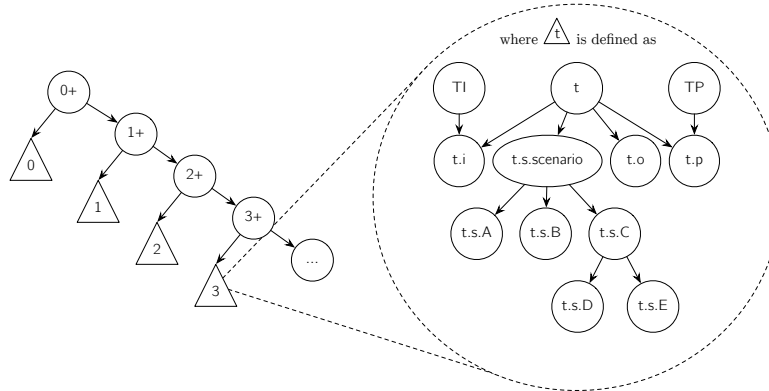 where t is defined as
TI t TP
0+
1+
t.i t.s.scenario t.o t.p
0
2+
1
3+
t.s.A t.s.B t.s.C
2
...
3
t.s.D t.s.E